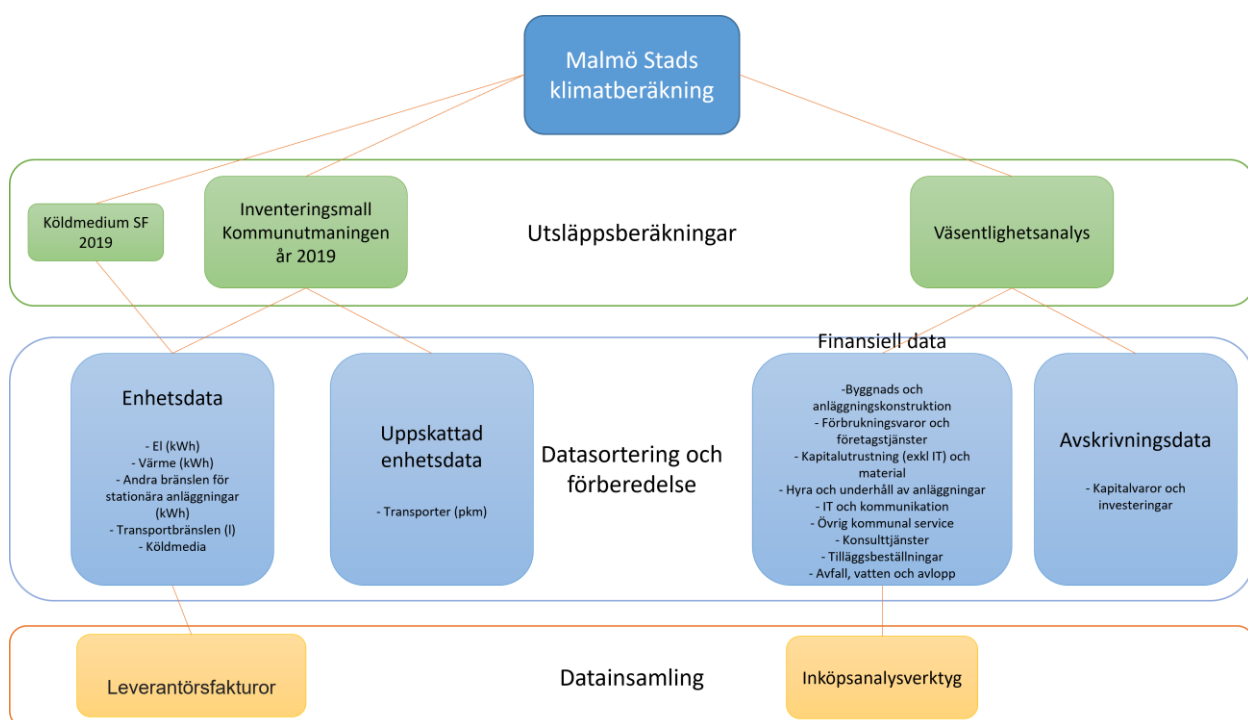 Malmö Stads
klimatberäkning
Köldmedium SF
2019
Inventeringsmall
Kommunutmaningen
år 2019
Utsläppsberäkningar
Väsentlighetsanalys
Enhetsdata
- El (kWh)
- Värme (kWh)
- Andra bränslen för
stationära anläggningar
(kWh)
- Transportbränslen (l)
- Köldmedia
Uppskattad
enhetsdata
- Transporter (pkm)
Datasortering och
förberedelse
Finansiell data
-Byggnads och
anläggningskonstruktion
- Förbrukningsvaror och
företagstjänster
- Kapitalutrustning (exkl IT) och
material
- Hyra och underhåll av anläggningar
- IT och kommunikation
- Övrig kommunal service
- Konsulttjänster
- Tilläggsbeställningar
- Avfall, vatten och avlopp
Avskrivningsdata
- Kapitalvaror och
investeringar
Leverantörsfakturor
Datainsamling
Inköpsanalysverktyg